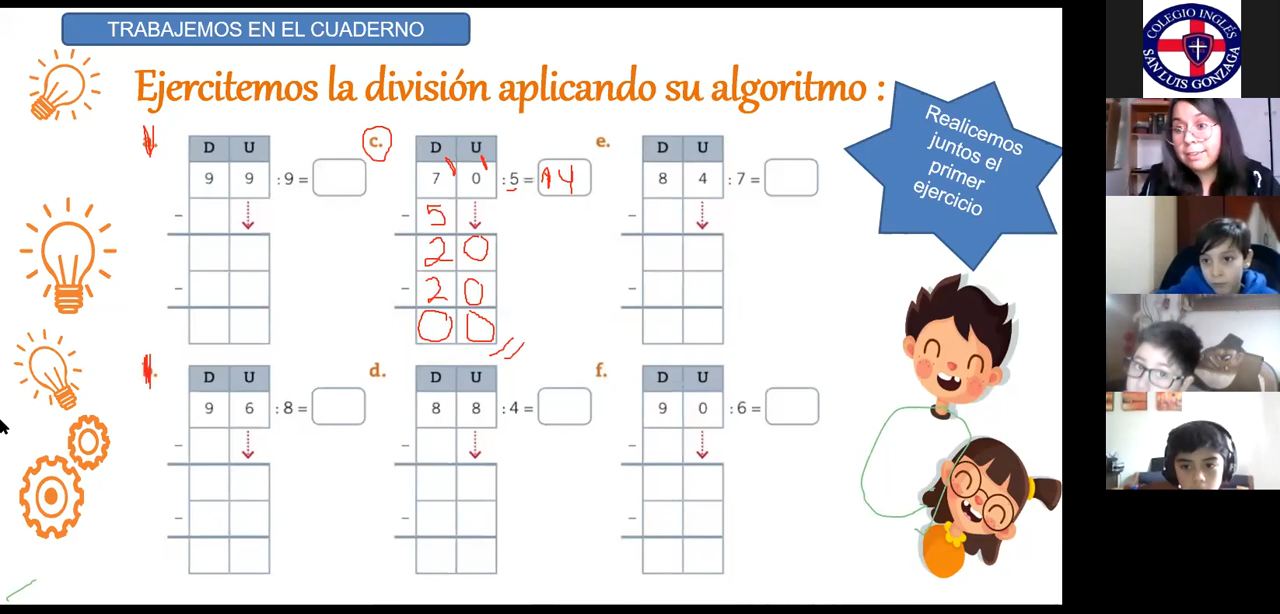 TRABAJEMOS EN EL CUADERNO
Ejercitemos la división aplicando su algoritmo :
Realicemos
juntos el
primer
ejercicio
COLEGIO INGLÉS
SAN LUIS GONZAGA
D U
9 9 : 9 =
-
-
c.
D U
7 0 : 5 = 14
- 5
2 0
- 2 0
0 0
e.
D U
8 4 : 7 =
-
-
D U
9 6 : 8 =
-
-
d.
D U
8 8 : 4 =
-
-
f.
D U
9 0 : 6 =
-
-